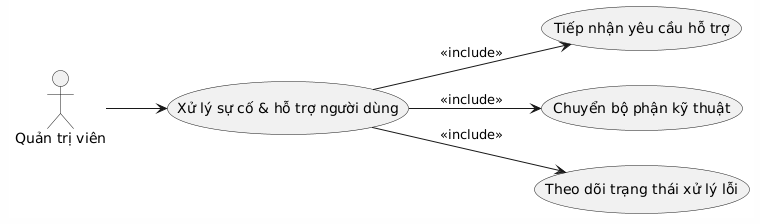 Tiếp nhận yêu cầu hỗ trợ
«include»
Xử lý sự cố & hỗ trợ người dùng
«include»
Chuyển bộ phận kỹ thuật
Quản trị viên
«include»
Theo dõi trạng thái xử lý lỗi